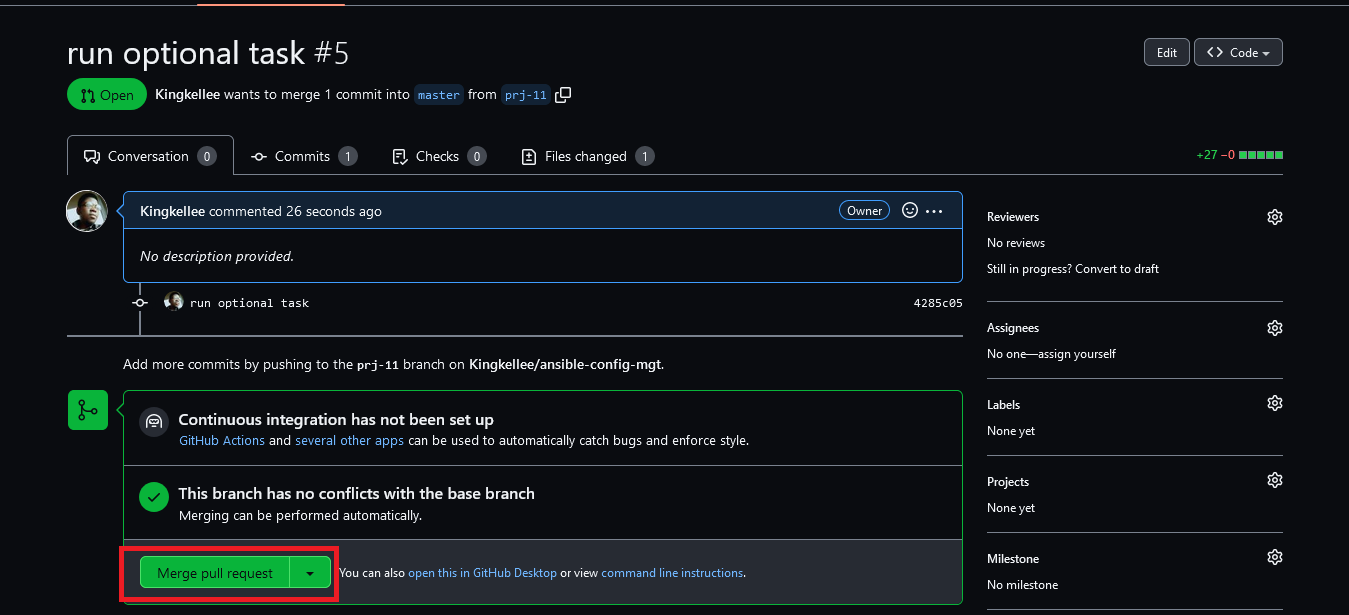 run optional task #5
Edit
<> Code
Open
Kingkellee wants to merge 1 commit into master from prj-11
Conversation 0
Commits 1
Checks 0
Files changed 1
+27 −0
Kingkellee commented 26 seconds ago
Owner
No description provided.
run optional task
4285c05
Add more commits by pushing to the prj-11 branch on Kingkellee/ansible-config-mgt.
Continuous integration has not been set up
GitHub Actions and several other apps can be used to automatically catch bugs and enforce style.
This branch has no conflicts with the base branch
Merging can be performed automatically.
Merge pull request
You can also open this in GitHub Desktop or view command line instructions.
Reviewers
No reviews
Still in progress? Convert to draft
Assignees
No one—assign yourself
Labels
None yet
Projects
None yet
Milestone
No milestone